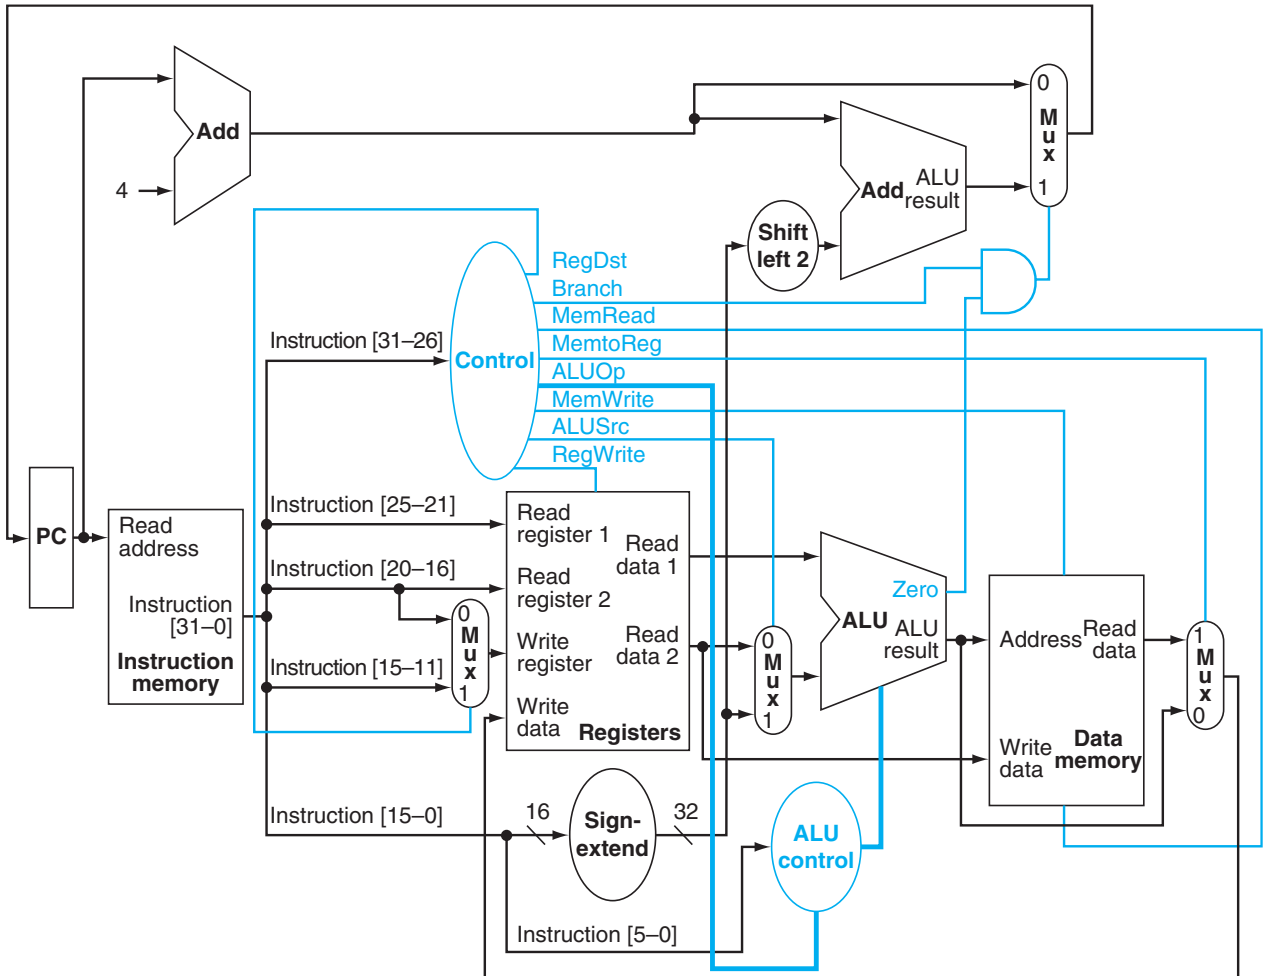 0
M
u
x
1
Add
4
Add
ALU
result
Shift
left 2
RegDst
Branch
MemRead
MemtoReg
ALUOp
MemWrite
ALUSrc
RegWrite
Control
Instruction [31–26]
Instruction [25–21]
Instruction [20–16]
Instruction [15–11]
Instruction [15–0]
PC
Read
address
Instruction
[31–0]
Instruction
memory
0
M
u
x
1
Read
register 1
Read
register 2
Write
register
Write
data
Read
data 1
Read
data 2
Registers
0
M
u
x
1
Zero
ALU
ALU
result
Address
Read
data
Write
data
Data
memory
1
M
u
x
0
16
Sign-
extend
32
ALU
control
Instruction [5–0]